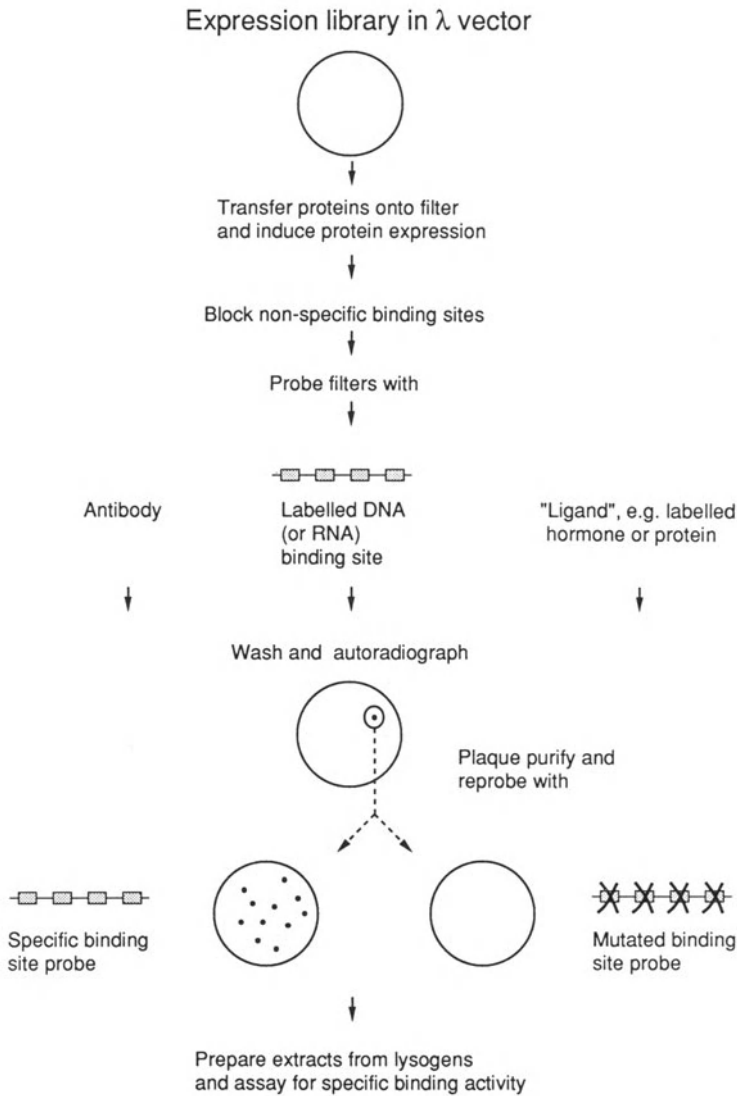 Expression library in λ vector
Transfer proteins onto filter
and induce protein expression
Block non-specific binding sites
Probe filters with
Antibody
Labelled DNA
(or RNA)
binding site
"Ligand", e.g. labelled
hormone or protein
Wash and autoradiograph
Plaque purify and
reprobe with
Specific binding
site probe
Mutated binding
site probe
Prepare extracts from lysogens
and assay for specific binding activity